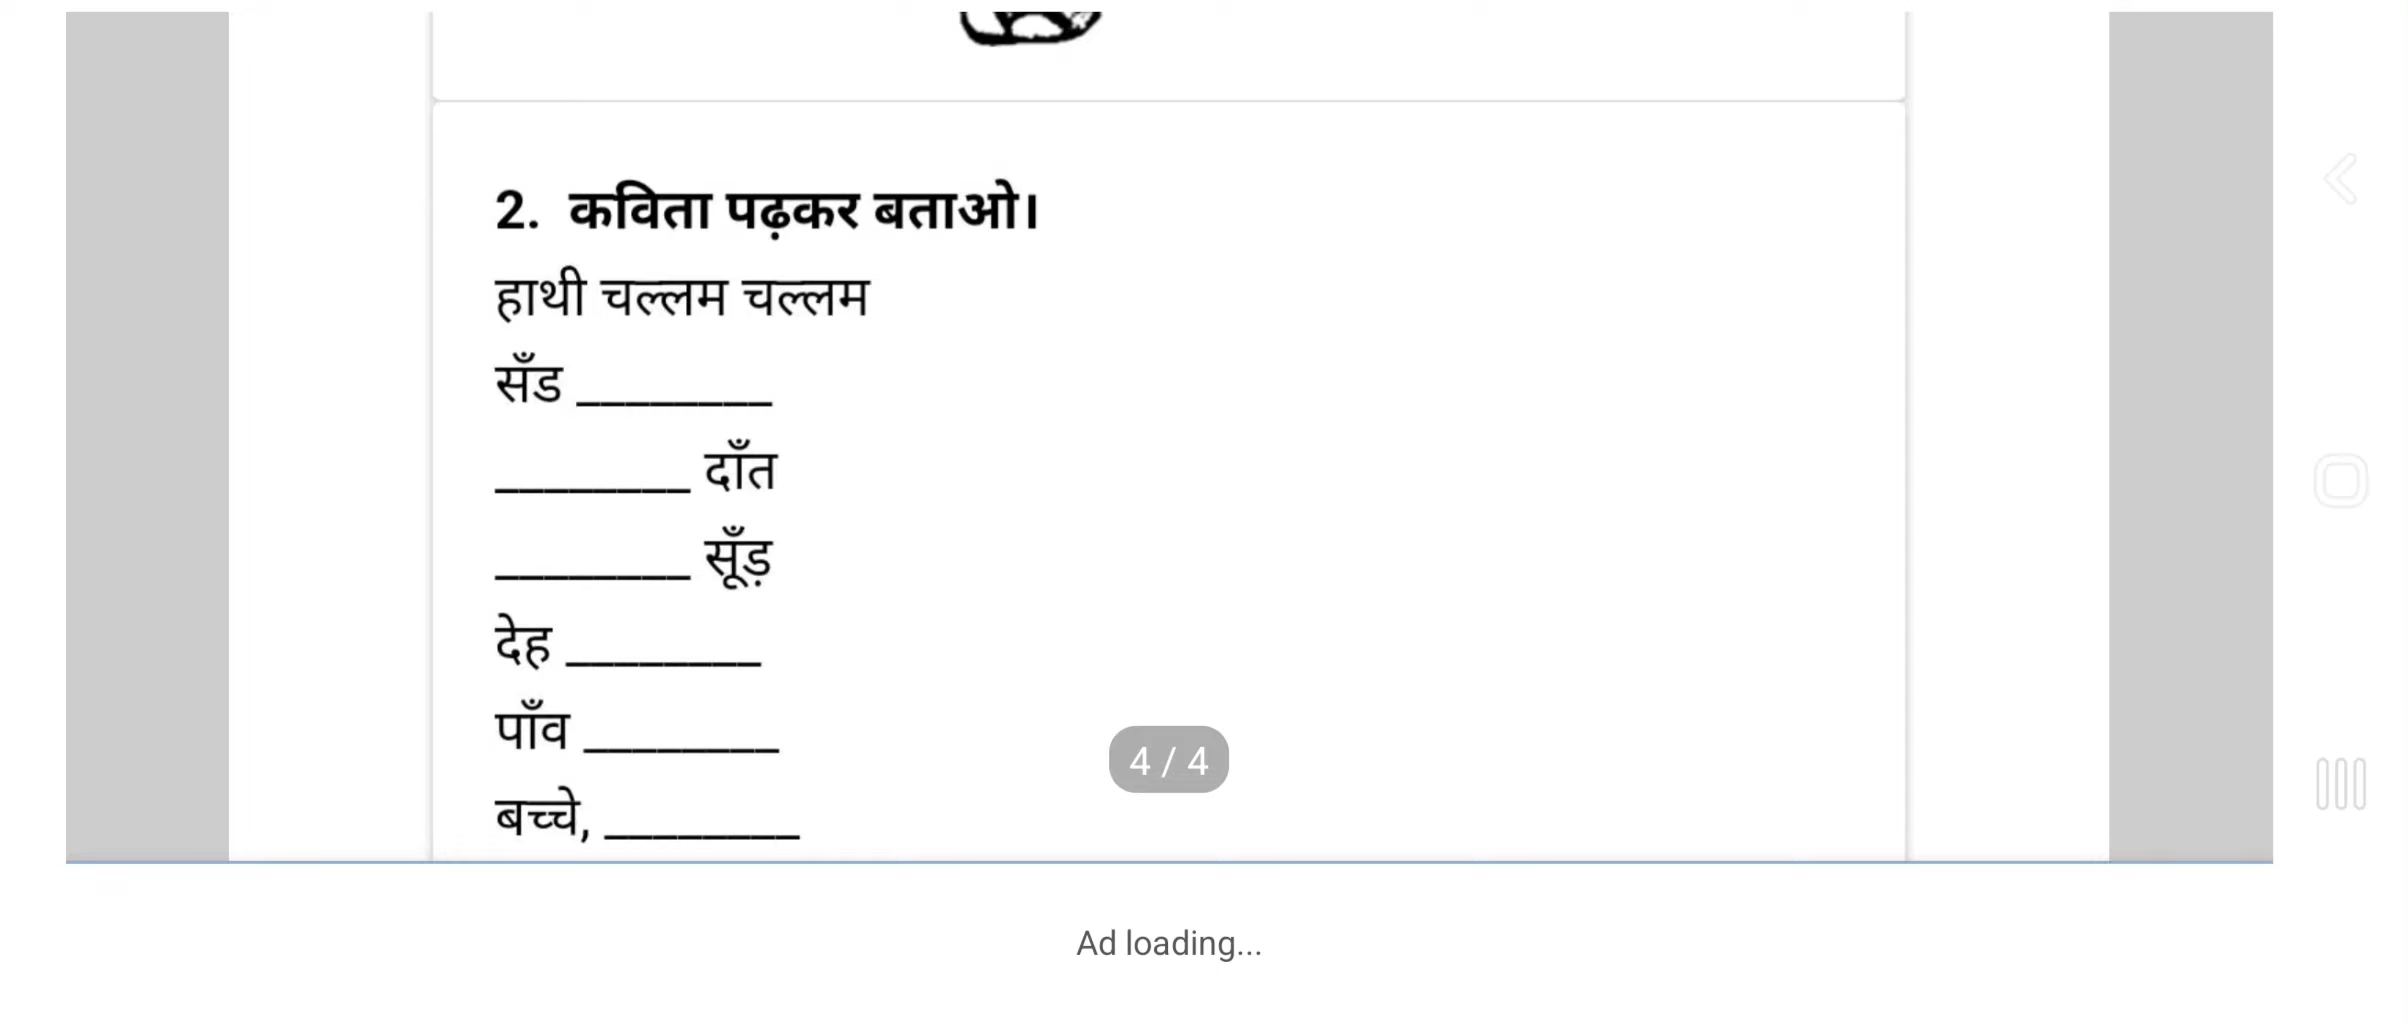 2. कविता पढ़कर बताओ।
हाथी चल्लम चल्लम
सँड ________
________ दाँत
________ सूँड़
देह ________
पाँव ________
बच्चे, ________
4 / 4
Ad loading...